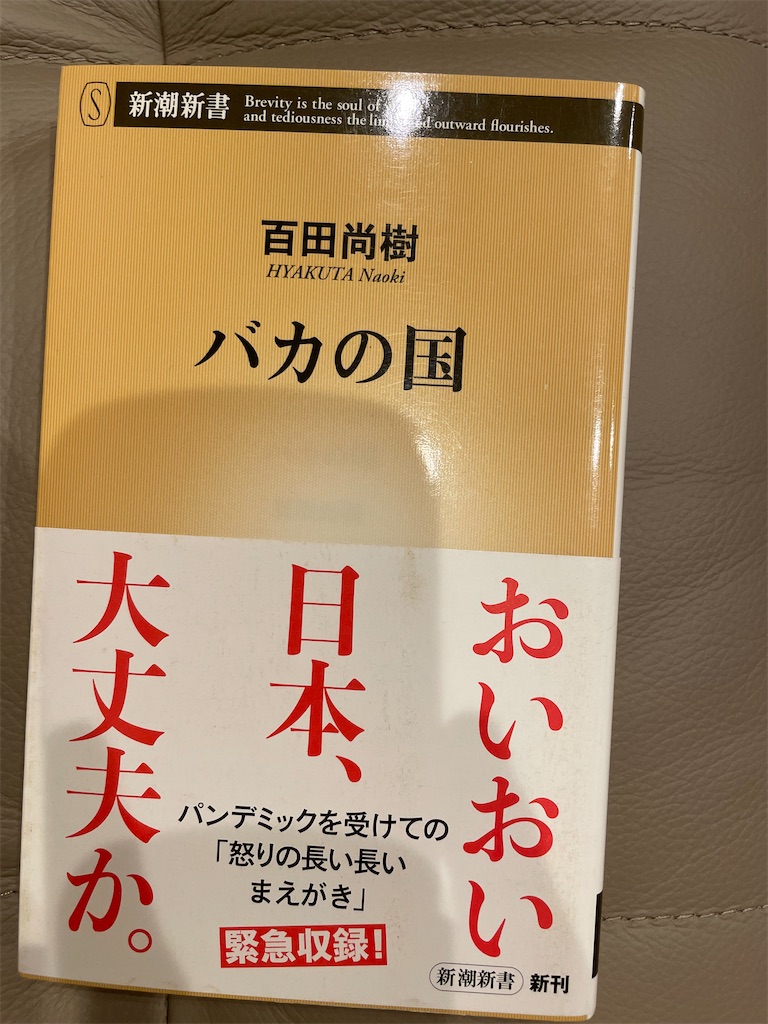 S
新潮新書
Brevity is the soul of
and tediousness the outward flourishes.
百田尚樹
HYAKUTA Naoki
バカの国
おいおい
日本、
大丈夫か。
パンデミックを受けての
「怒りの長い長い
まえがき」
緊急収録!
新潮新書 新刊